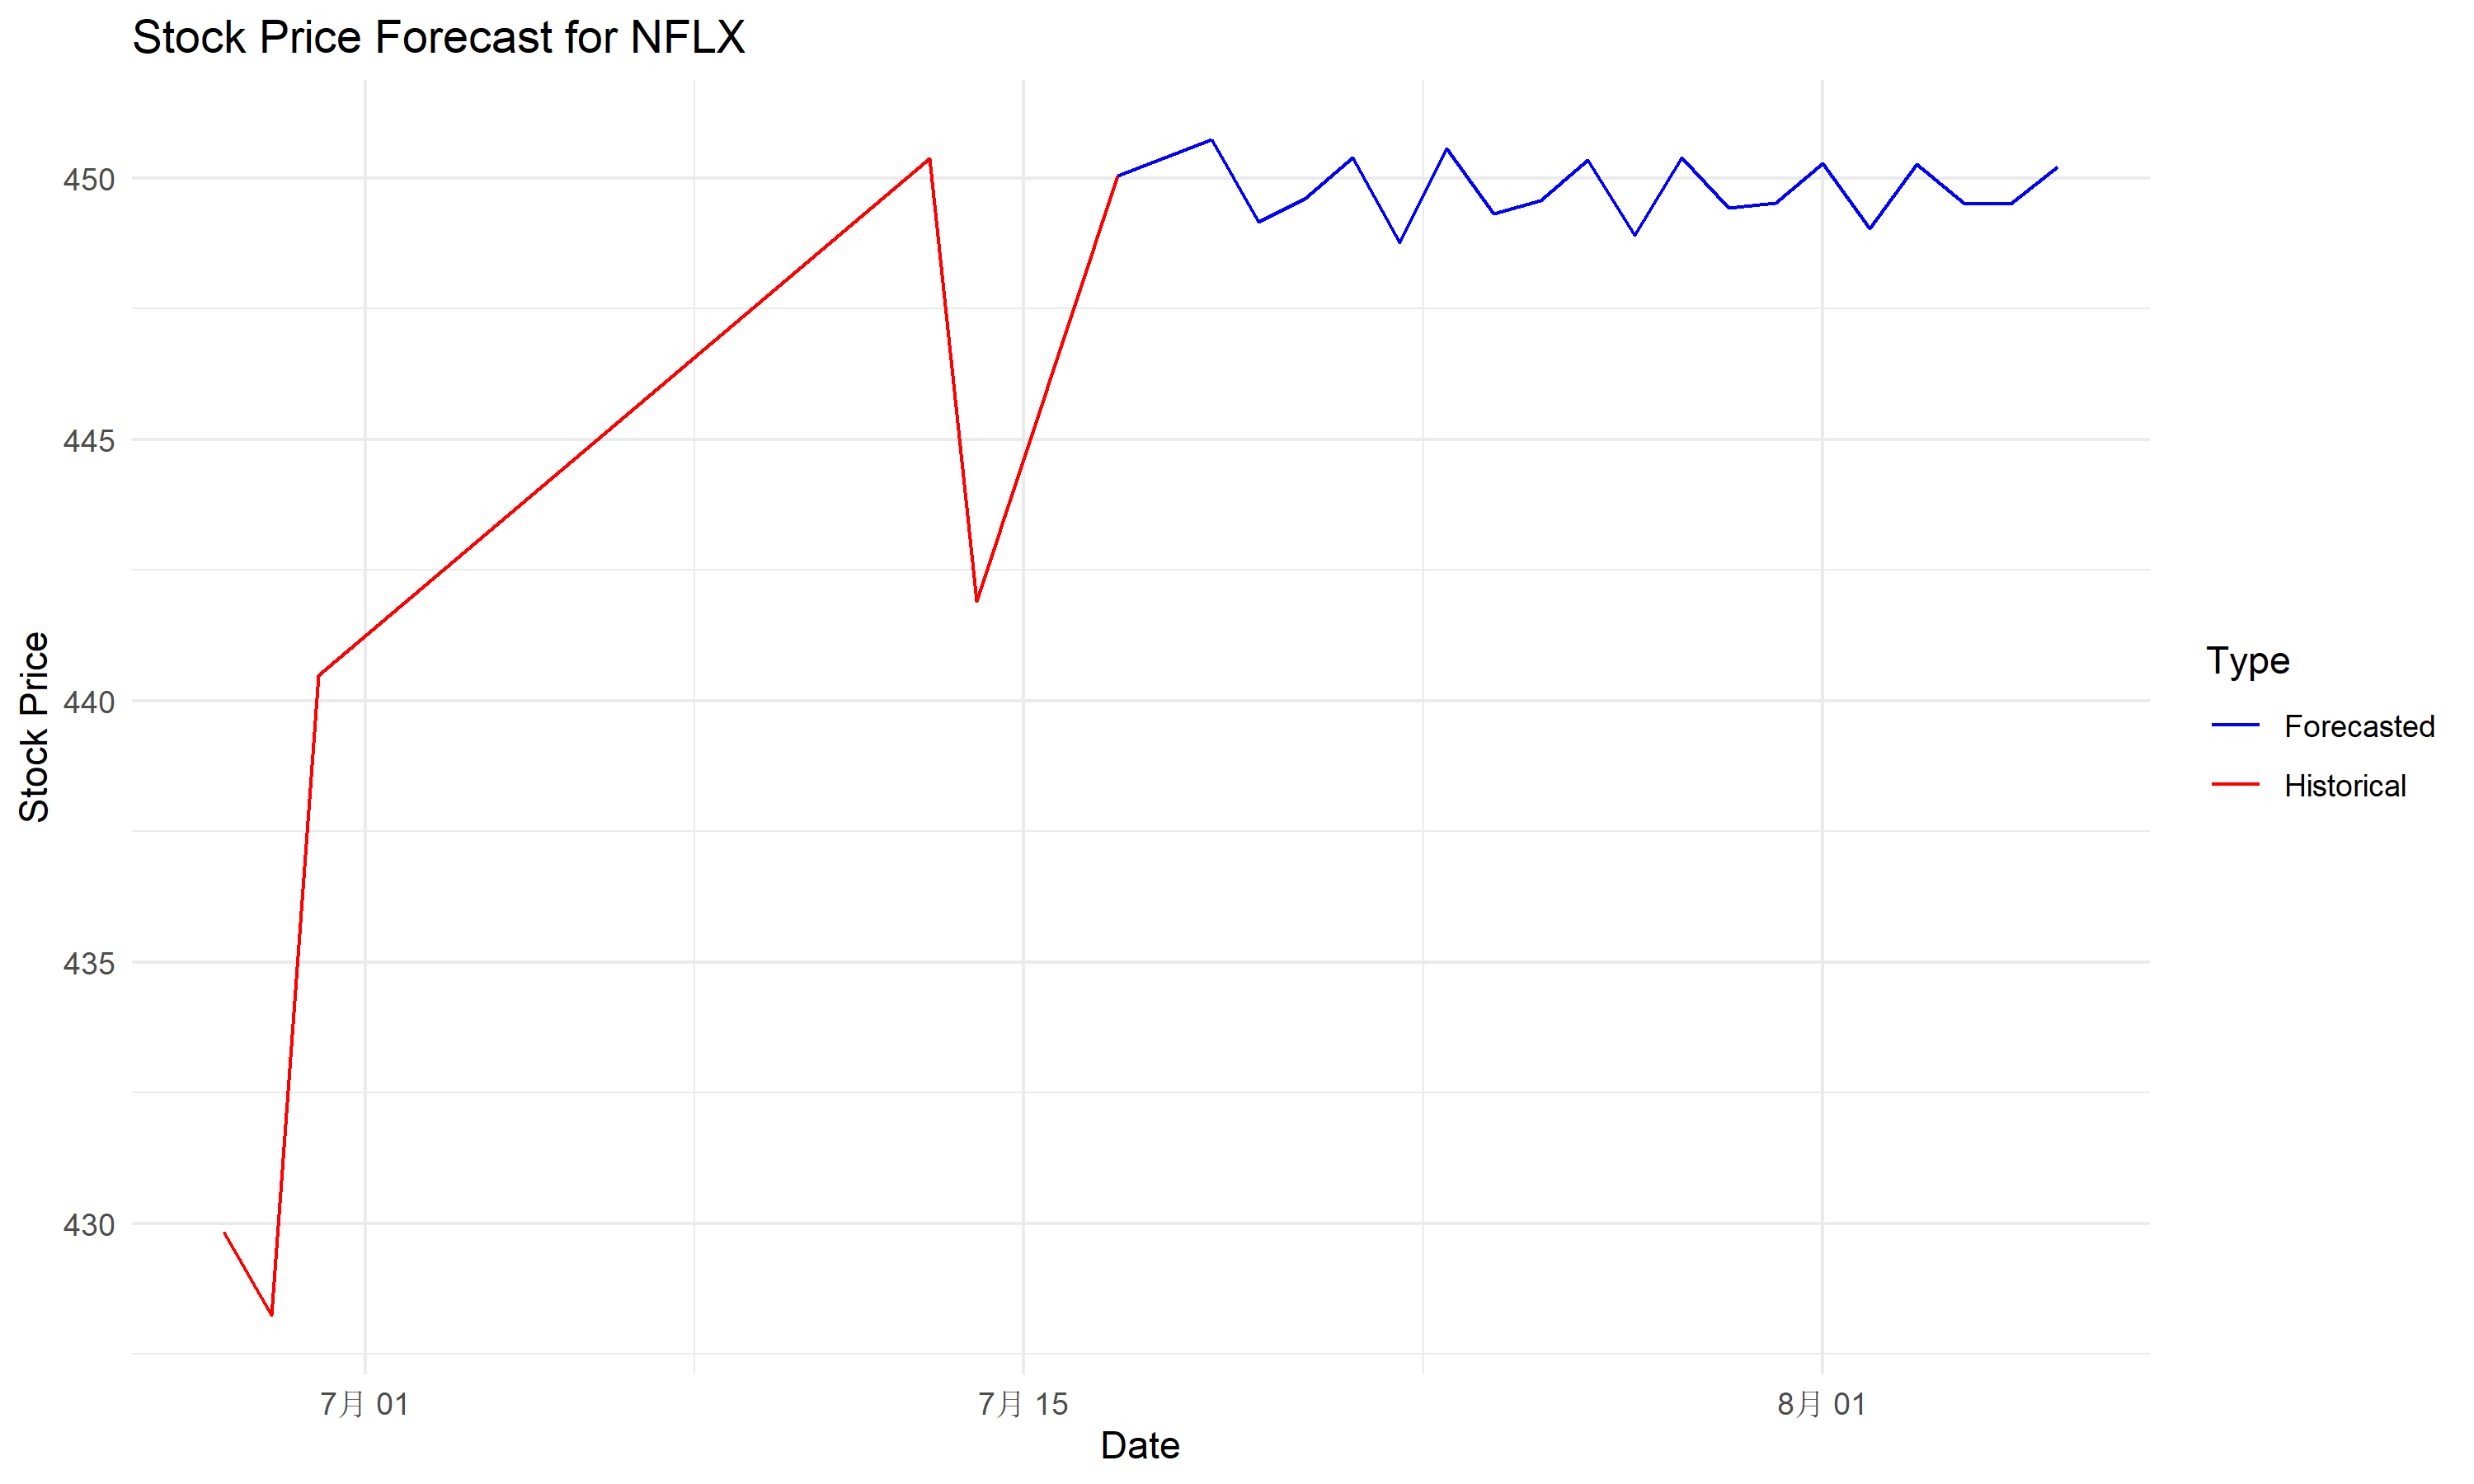 Stock Price Forecast for NFLX
450
445
440
435
430
Stock Price
7月 01
7月 15
8月 01
Date
Type
Forecasted
Historical